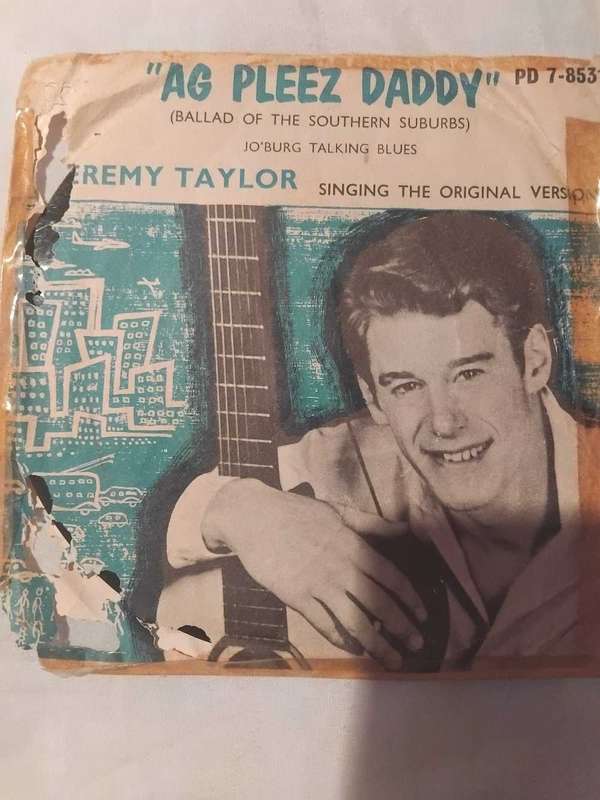 "AG PLEEZ DADDY" PD 7-853
(BALLAD OF THE SOUTHERN SUBURBS)
JO'BURG TALKING BLUES
EREMY TAYLOR SINGING THE ORIGINAL VERSION